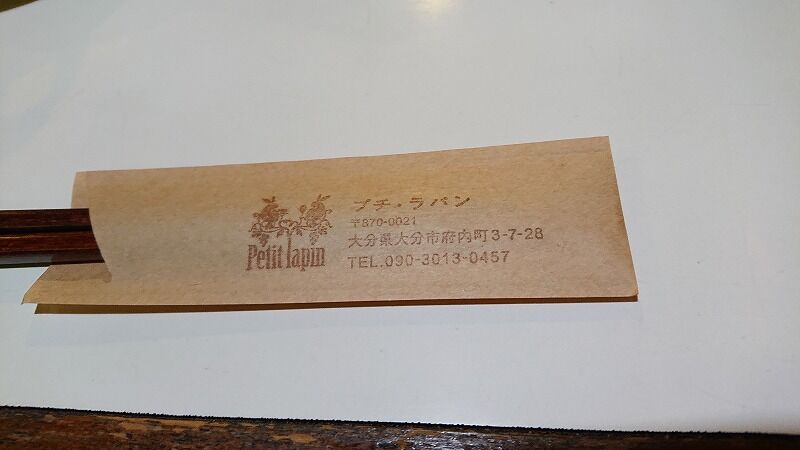 Petit lapin
プチ・ラパン
〒870-0021
大分県大分市府内町3-7-28
TEL.090-3013-0457